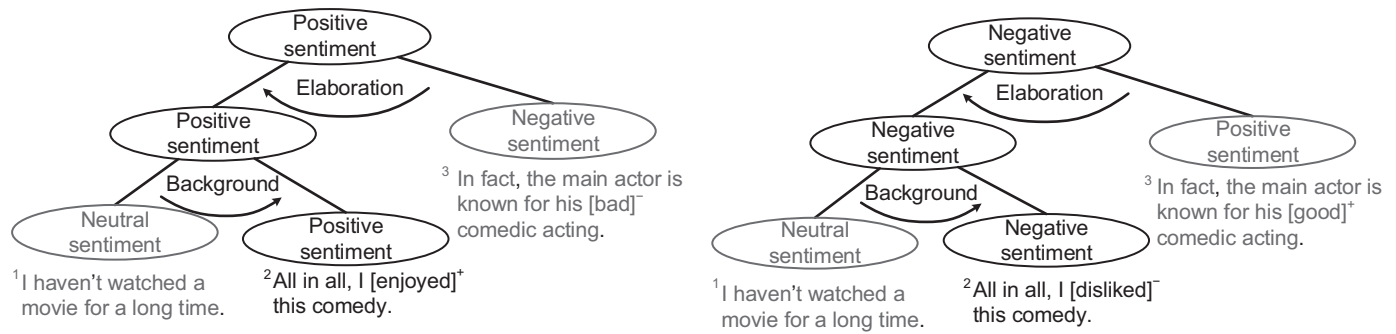 Positive
sentiment
Elaboration
Positive
sentiment
Negative
sentiment
³ In fact, the main actor is
known for his [bad]⁻
comedic acting.
Background
Neutral
sentiment
Positive
sentiment
¹ I haven't watched a
movie for a long time.
² All in all, I [enjoyed]⁺
this comedy.
Negative
sentiment
Elaboration
Negative
sentiment
Positive
sentiment
³ In fact, the main actor is
known for his [good]⁺
comedic acting.
Background
Neutral
sentiment
Negative
sentiment
¹ I haven't watched a
movie for a long time.
² All in all, I [disliked]⁻
this comedy.